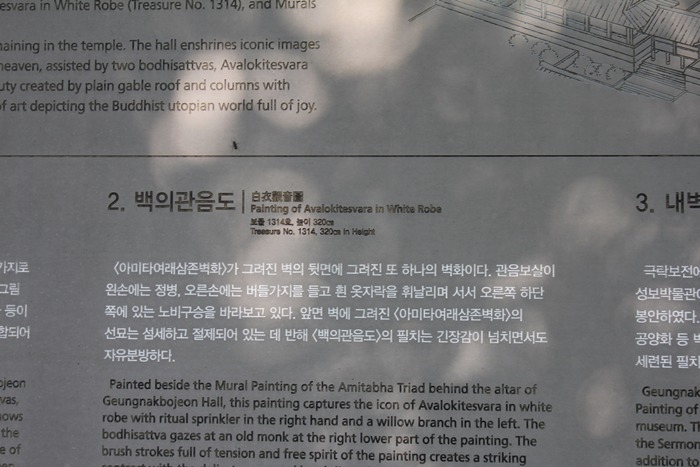 esvara in White Robe (Treasure No. 1314), and Murals
naining in the temple. The hall enshrines iconic images
heaven, assisted by two bodhisattvas, Avalokitesvara
uty created by plain gable roof and columns with
of art depicting the Buddhist utopian world full of joy.
가지로
그림
등이
합되어
ojeon
vas,
nows
the
e of
2. 백의관음도
白衣觀音圖
Painting of Avalokitesvara in White Robe
보물 1314호, 높이 320㎝
Treasure No. 1314, 320㎝ in Height
〈아미타여래삼존벽화〉가 그려진 벽의 뒷면에 그려진 또 하나의 벽화이다. 관음보살이
왼손에는 정병, 오른손에는 버들가지를 들고 흰 옷자락을 휘날리며 서서 오른쪽 하단
쪽에 있는 노비구승을 바라보고 있다. 앞면 벽에 그려진 〈아미타여래삼존벽화〉의
선묘는 섬세하고 절제되어 있는 데 반해 〈백의관음도〉의 필치는 긴장감이 넘치면서도
자유분방하다.
Painted beside the Mural Painting of the Amitabha Triad behind the altar of
Geungnakbojeon Hall, this painting captures the icon of Avalokitesvara in white
robe with ritual sprinkler in the right hand and a willow branch in the left. The
bodhisattva gazes at an old monk at the right lower part of the painting. The
brush strokes full of tension and free spirit of the painting creates a striking
3. 내벽
극락보전에
성보박물관
봉안하였다.
공양화 등 벽
세련된 필치
Geungnak
Painting of
museum. Th
the Sermon
addition to